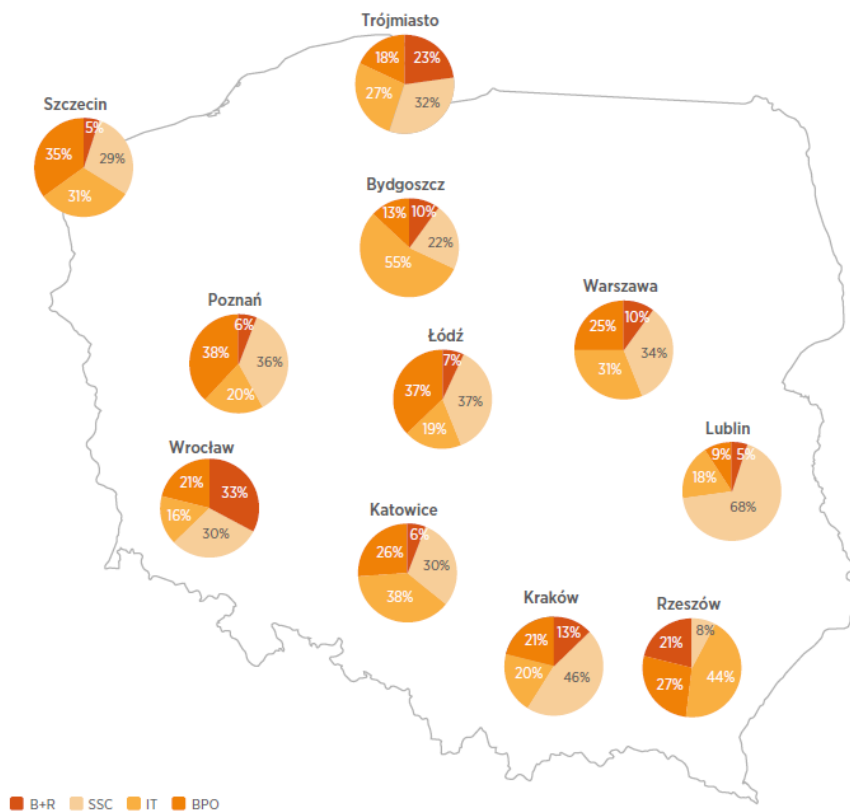 Trójmiasto
18% 23%
27% 32%
Szczecin
5%
35% 29%
31%
Bydgoszcz
13% 10%
22%
55%
Warszawa
10%
25% 34%
31%
Poznań
6%
38% 36%
20%
Łódź
7%
37% 37%
19%
Lublin
9% 5%
18%
68%
Wrocław
21% 33%
16%
30%
Katowice
6%
26% 30%
38%
Kraków
13%
21%
20% 46%
Rzeszów
8%
21%
27% 44%
B+R SSC IT BPO